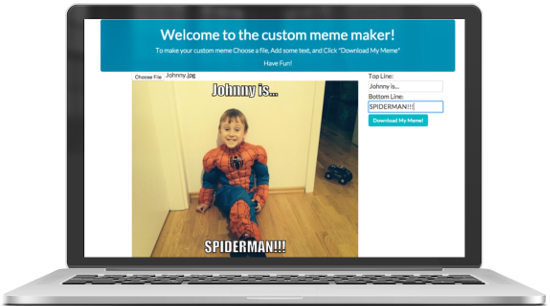 Welcome to the custom meme maker!
To make your custom meme Choose a file, Add some text, and Click "Download My Meme"
Have Fun!
Choose File Johnny.jpg
Top Line:
Johnny is...
Johnny is...
Bottom Line:
SPIDERMAN!!!
Download My Meme!
SPIDERMAN!!!